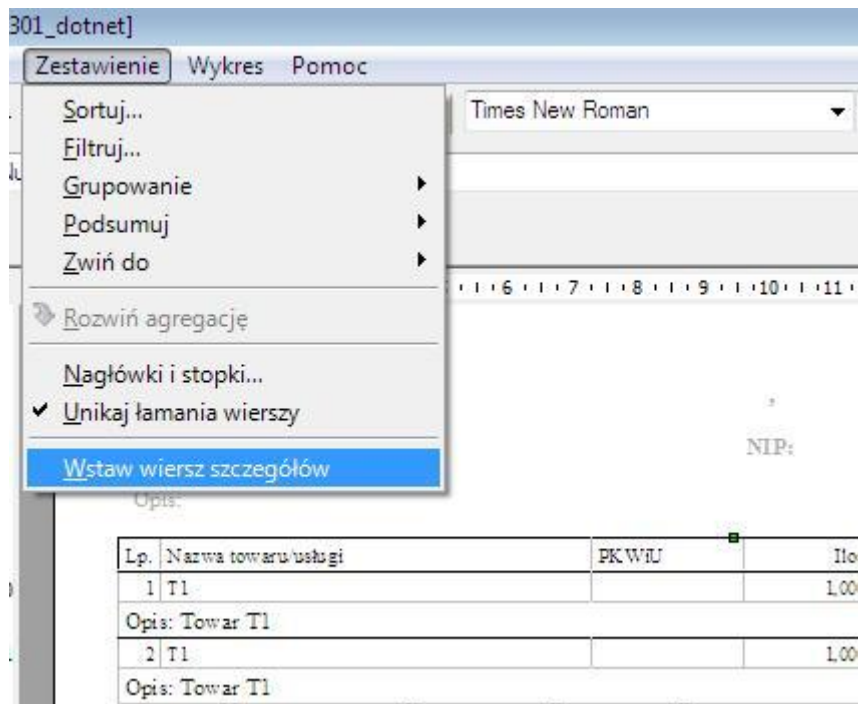 301_dotnet]
Zestawienie Wykres Pomoc
Sortuj... Times New Roman
Filtruj...
Grupowanie
Podsumuj
Zwiń do
6 7 8 9 10 11
Rozwiń agregację
Nagłówki i stopki...
Unikaj łamania wierszy
,
NIP:
Wstaw wiersz szczegółów
Opis:
Lp. Nazwa towaru/usługi PKWiU
1 T1 1,00
Opis: Towar T1
2 T1 1,00
Opis: Towar T1